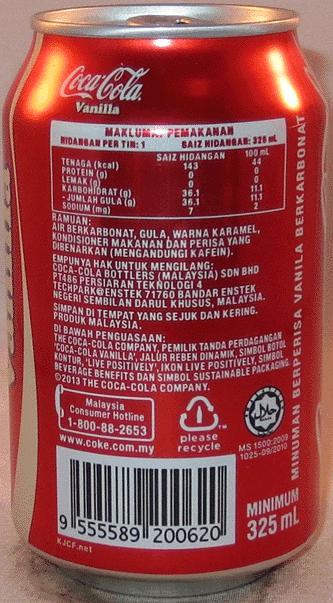 Coca-Cola
Vanilla
MAKLUMAT PEMAKANAN
HIDANGAN PER TIN: 1 SAIZ HIDANGAN: 325 mL
SAIZ HIDANGAN 100 mL
TENAGA (kcal) 143 44
PROTEIN (g) 0 0
LEMAK (g) 0 0
KARBOHIDRAT (g) 36.1 11.1
- JUMLAH GULA (g) 36.1 11.1
SODIUM (mg) 7 2
RAMUAN:
AIR BERKARBONAT, GULA, WARNA KARAMEL,
KONDISIONER MAKANAN DAN PERISA YANG
DIBENARKAN (MENGANDUNGI KAFEIN).
EMPUNYA HAK UNTUK MENGILANG:
COCA-COLA BOTTLERS (MALAYSIA) SDN BHD
PT486 PERSIARAN TEKNOLOGI 4
TECHPARK@ENSTEK 71760 BANDAR ENSTEK
NEGERI SEMBILAN DARUL KHUSUS, MALAYSIA.
SIMPAN DI TEMPAT YANG SEJUK DAN KERING.
PRODUK MALAYSIA.
DI BAWAH PENGUASAAN:
THE COCA-COLA COMPANY, PEMILIK TANDA PERDAGANGAN
'COCA-COLA VANILLA', JALUR REBEN DINAMIK, SIMBOL BOTOL
KONTUR, 'LIVE POSITIVELY', IKON LIVE POSITIVELY, SIMBOL
BEVERAGE BENEFITS DAN SIMBOL SUSTAINABLE PACKAGING.
©2013 THE COCA-COLA COMPANY.
Malaysia
Consumer Hotline
1-800-88-2653
www.coke.com.my
TM
please
recycle
حلال
MS 1500:2009
1025-09/2010
MINUMAN BERPERISA VANILA BERKARBONAT
MINIMUM
325 mL
9 555589 200620
KJCF.net